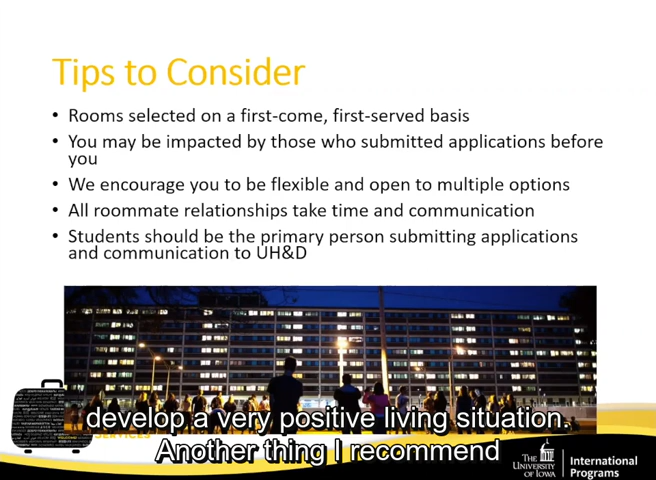 Tips to Consider
• Rooms selected on a first-come, first-served basis
• You may be impacted by those who submitted applications before
you
• We encourage you to be flexible and open to multiple options
• All roommate relationships take time and communication
• Students should be the primary person submitting applications
and communication to UH&D
develop a very positive living situation.
Another thing I recommend
THE
UNIVERSITY
OF IOWA
International
Programs